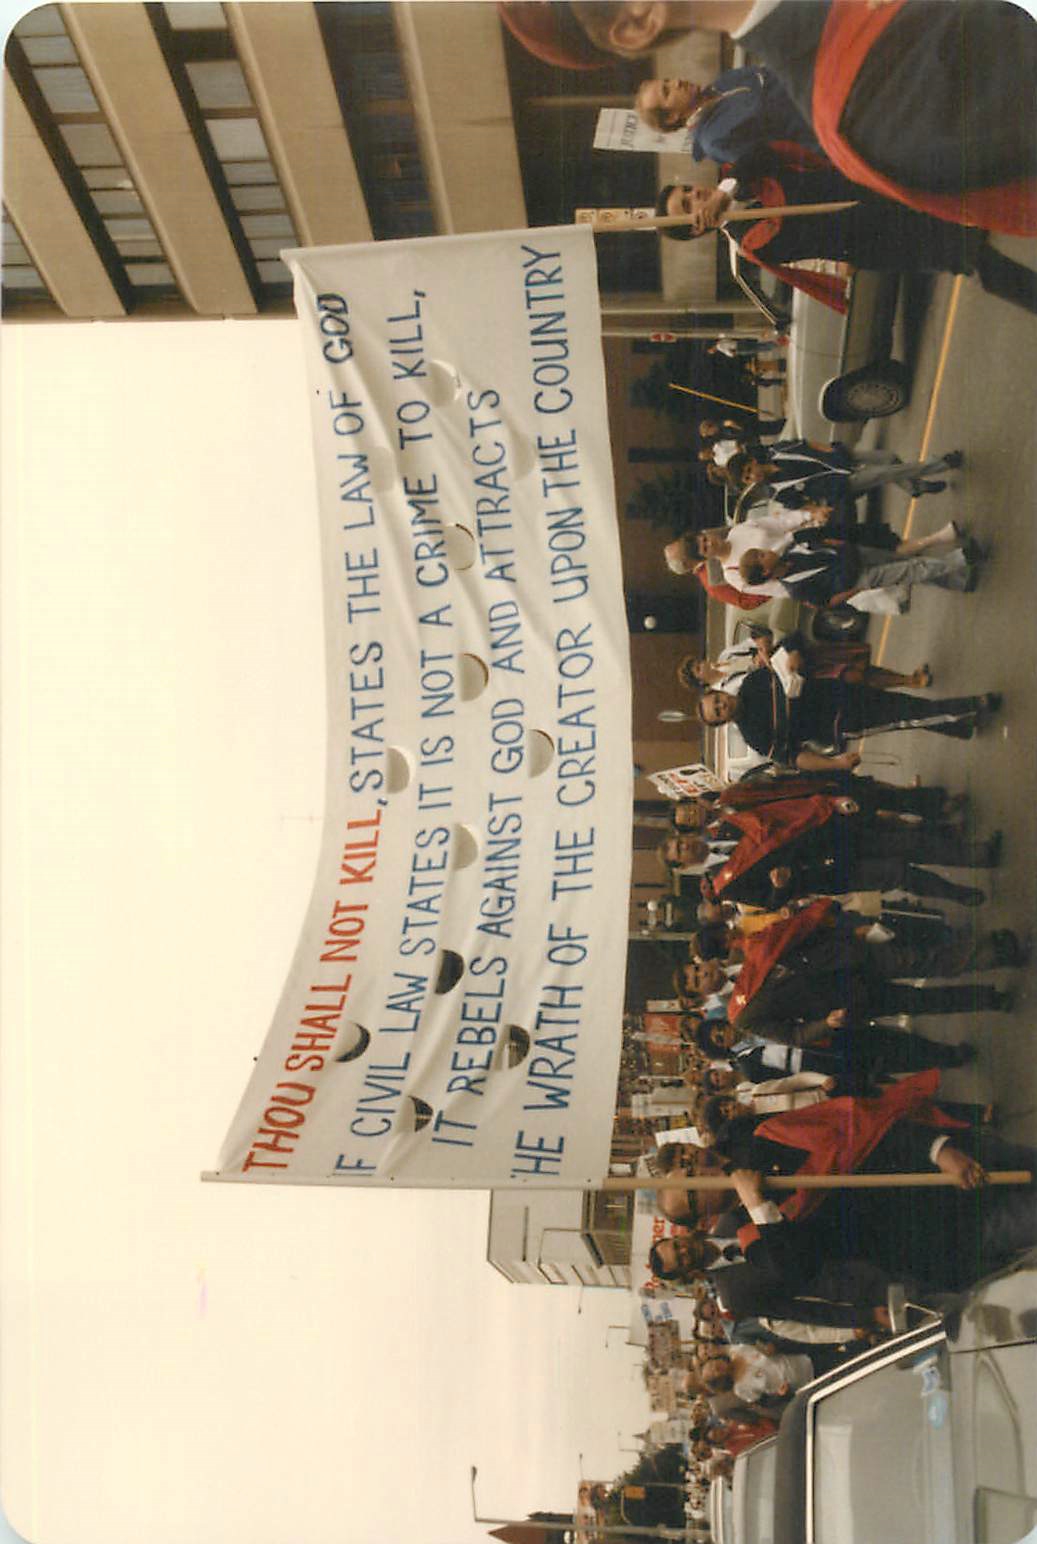 THOU SHALL NOT KILL, STATES THE LAW OF GOD
IF CIVIL LAW STATES IT IS NOT A CRIME TO KILL,
IT REBELS AGAINST GOD AND ATTRACTS
THE WRATH OF THE CREATOR UPON THE COUNTRY
JUSTICE